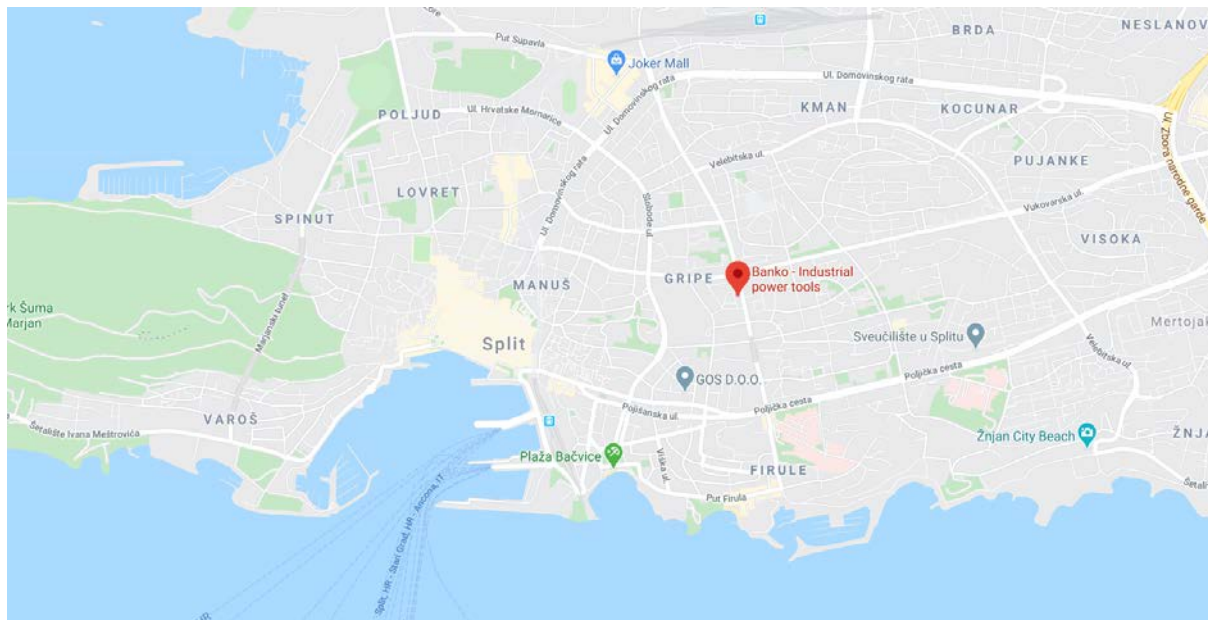 BRDA
NESLANOV
Put Supavla
Joker Mall
Ul. Domovinskog rata
KMAN
KOCUNAR
POLJUD
Ul. Hrvatske Mornarice
Ul. Domovinskog rata
Ul. Zbora narodne garde
Velebitska ul.
PUJANKE
LOVRET
Slobode ul.
Vukovarska ul.
SPINUT
Ul. Domovinskog rata
VISOKA
MANUŠ
GRIPE
Banko - Industrial
power tools
rk Šuma
Marjan
Marjanski tunel
Split
Sveučilište u Splitu
Mertojak
Poljička cesta
Velebitska ul.
GOS D.O.O.
VAROŠ
Pojišanska ul.
Poljička cesta
Šetalište Ivana Meštrovića
Žnjan City Beach
ŽNJA
Plaža Bačvice
Viška ul.
FIRULE
Put Firula
Split, HR - Stari Grad, HR - Ancona, IT
HR